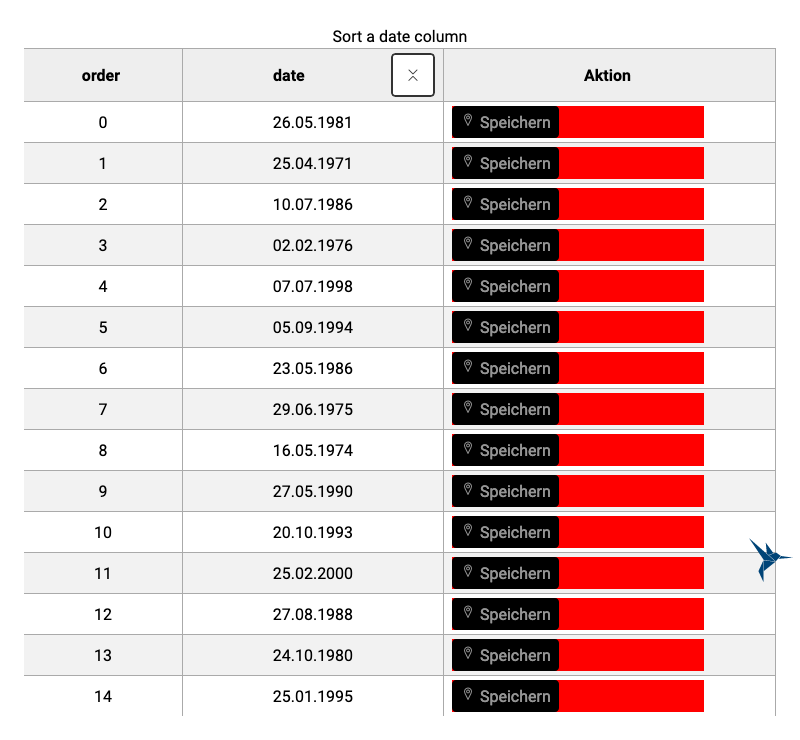 Sort a date column
order date Aktion
0 26.05.1981 Speichern
1 25.04.1971 Speichern
2 10.07.1986 Speichern
3 02.02.1976 Speichern
4 07.07.1998 Speichern
5 05.09.1994 Speichern
6 23.05.1986 Speichern
7 29.06.1975 Speichern
8 16.05.1974 Speichern
9 27.05.1990 Speichern
10 20.10.1993 Speichern
11 25.02.2000 Speichern
12 27.08.1988 Speichern
13 24.10.1980 Speichern
14 25.01.1995 Speichern